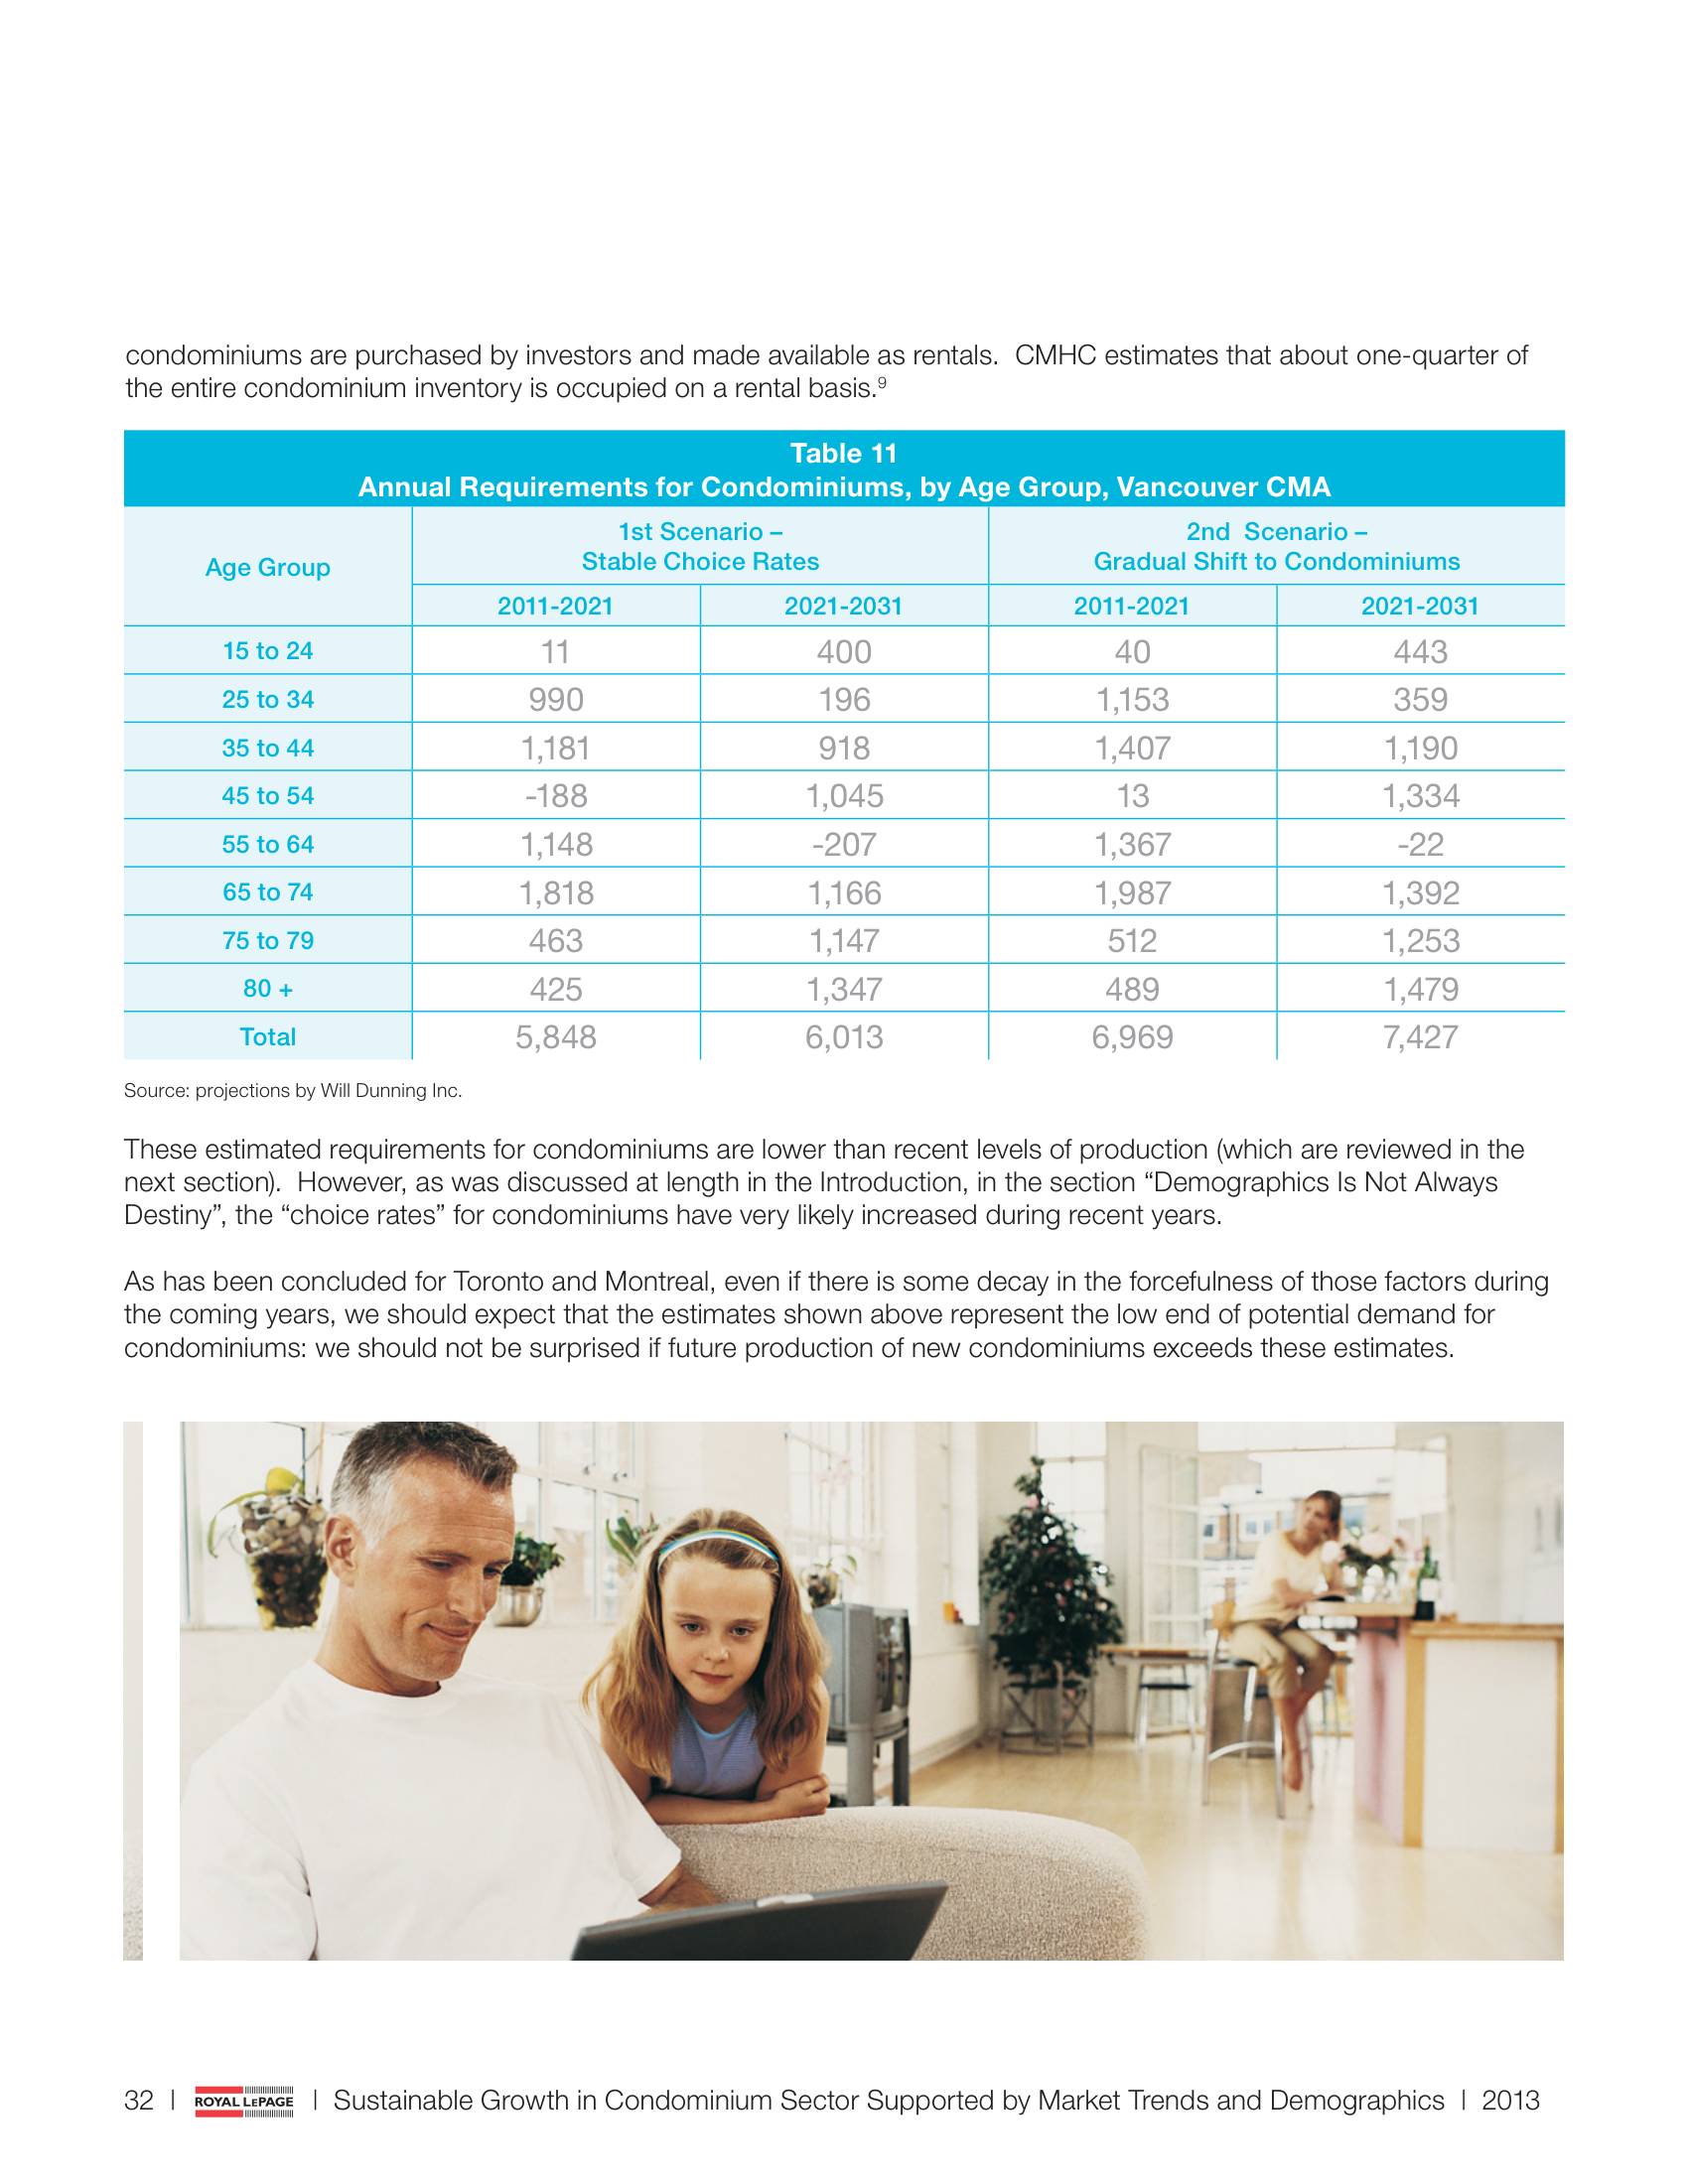 condominiums are purchased by investors and made available as rentals.  CMHC estimates that about one-quarter of
the entire condominium inventory is occupied on a rental basis.9
Table 11
Annual Requirements for Condominiums, by Age Group, Vancouver CMA
Age Group
1st Scenario –
Stable Choice Rates
2nd  Scenario –
Gradual Shift to Condominiums
2011-2021 2021-2031 2011-2021 2021-2031
15 to 24 11 400 40 443
25 to 34 990 196 1,153 359
35 to 44 1,181 918 1,407 1,190
45 to 54 -188 1,045 13 1,334
55 to 64 1,148 -207 1,367 -22
65 to 74 1,818 1,166 1,987 1,392
75 to 79 463 1,147 512 1,253
80 + 425 1,347 489 1,479
Total 5,848 6,013 6,969 7,427
Source: projections by Will Dunning Inc.
These estimated requirements for condominiums are lower than recent levels of production (which are reviewed in the
next section).  However, as was discussed at length in the Introduction, in the section “Demographics Is Not Always
Destiny”, the “choice rates” for condominiums have very likely increased during recent years.
As has been concluded for Toronto and Montreal, even if there is some decay in the forcefulness of those factors during
the coming years, we should expect that the estimates shown above represent the low end of potential demand for
condominiums: we should not be surprised if future production of new condominiums exceeds these estimates.
32 | ROYAL LEPAGE | Sustainable Growth in Condominium Sector Supported by Market Trends and Demographics | 2013